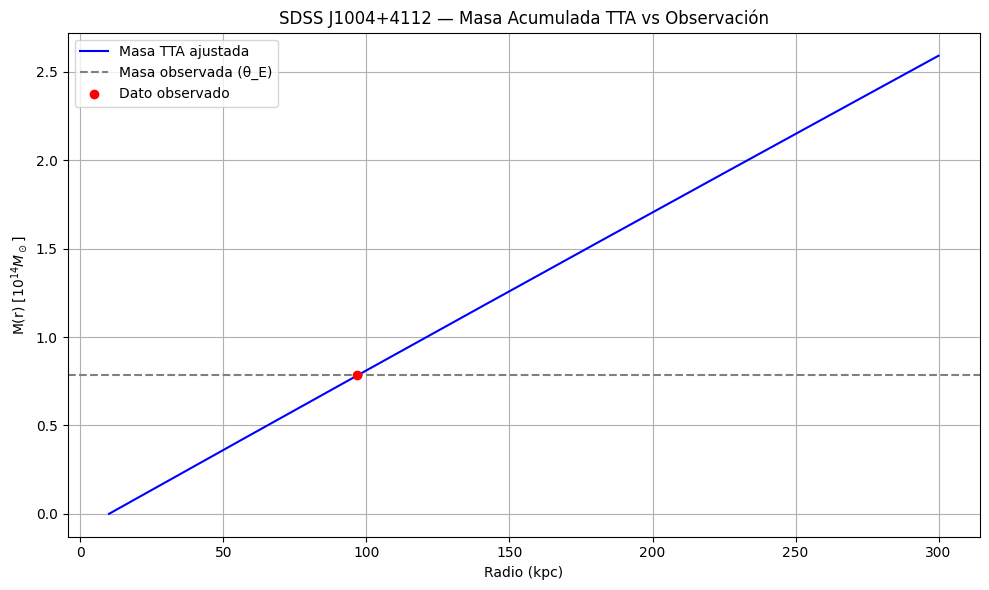 SDSS J1004+4112 — Masa Acumulada TTA vs Observación
Masa TTA ajustada
Masa observada (θ_E)
Dato observado
M(r) [10¹⁴M_⊙]
2.5
2.0
1.5
1.0
0.5
0.0
0 50 100 150 200 250 300
Radio (kpc)